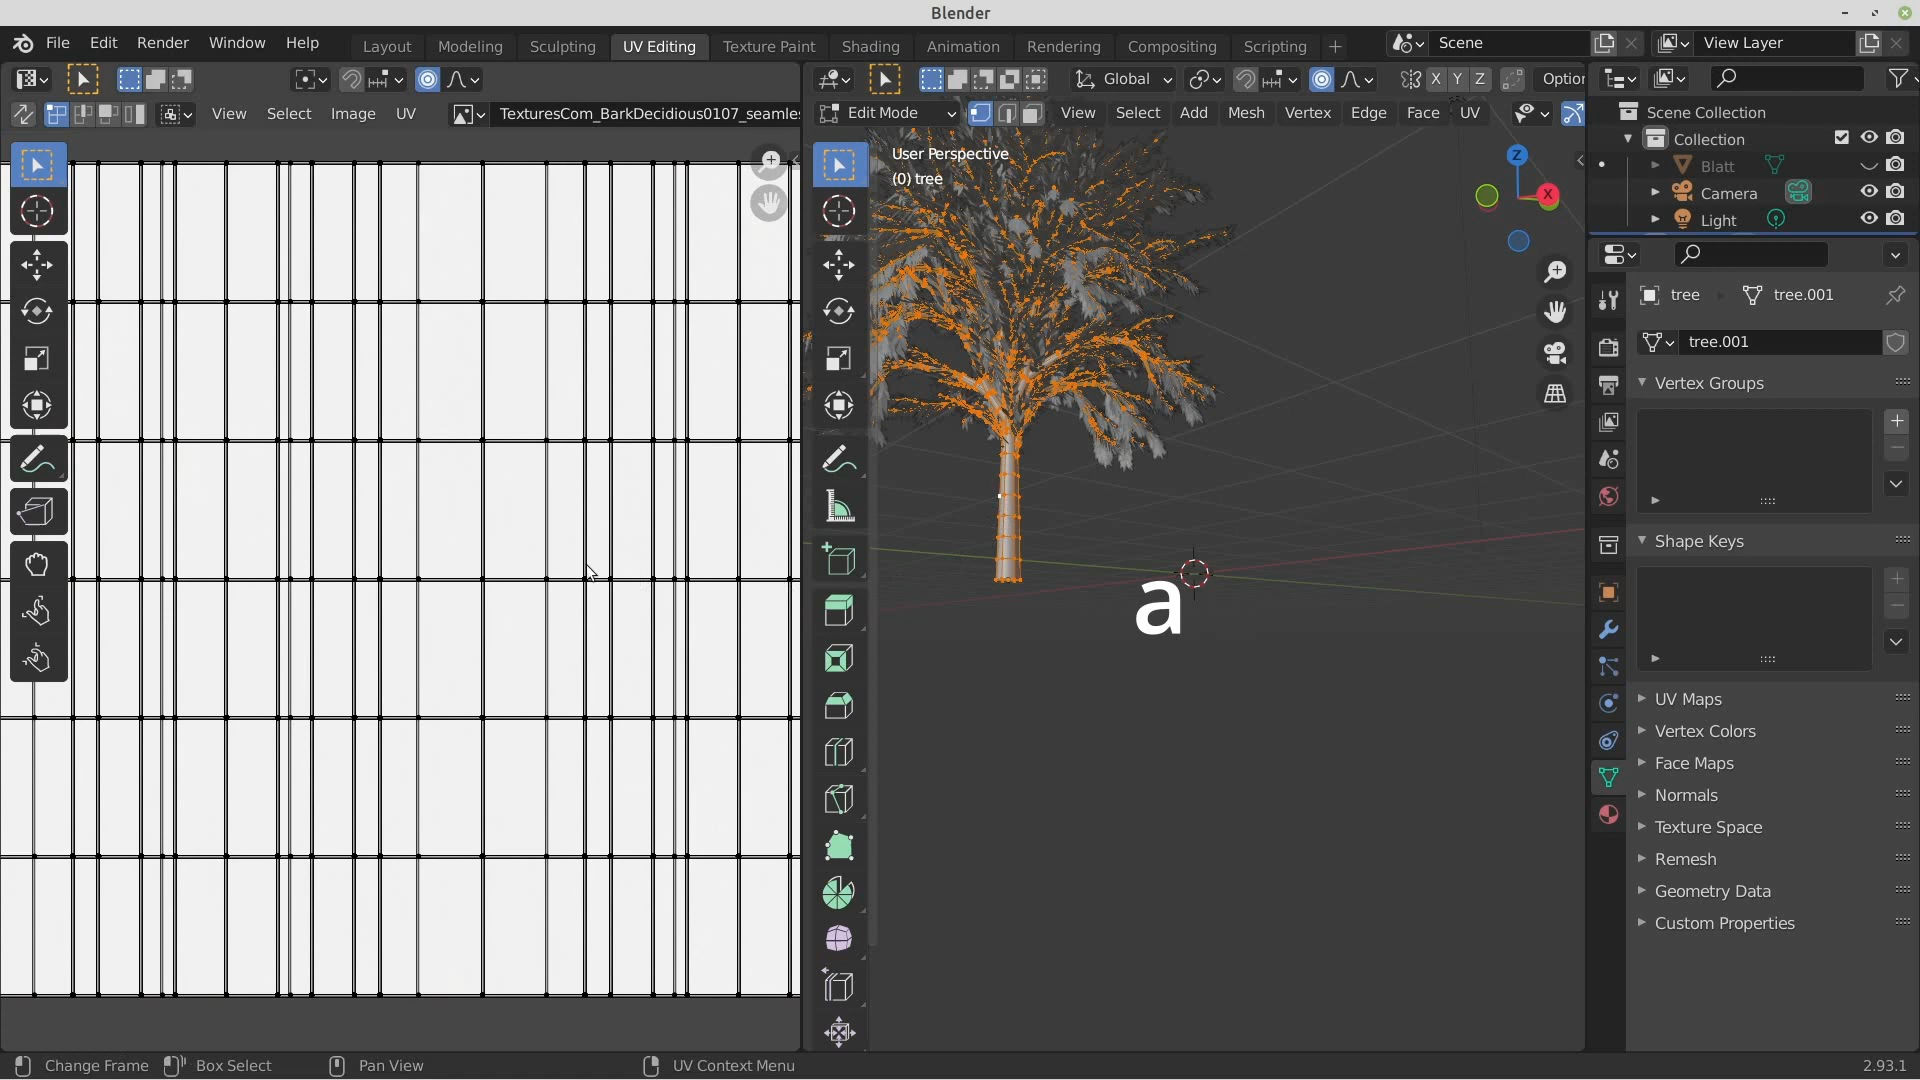 Blender
File Edit Render Window Help Layout Modeling Sculpting UV Editing Texture Paint Shading Animation Rendering Compositing Scripting + Scene View Layer
Global X Y Z Option
View Select Image UV TexturesCom_BarkDecidious0107_seamles Edit Mode View Select Add Mesh Vertex Edge Face UV
Scene Collection
Collection
Blatt
Camera
Light
User Perspective
(0) tree
Z
X
tree tree.001
tree.001
Vertex Groups
Shape Keys
a
UV Maps
Vertex Colors
Face Maps
Normals
Texture Space
Remesh
Geometry Data
Custom Properties
Change Frame Box Select Pan View UV Context Menu 2.93.1